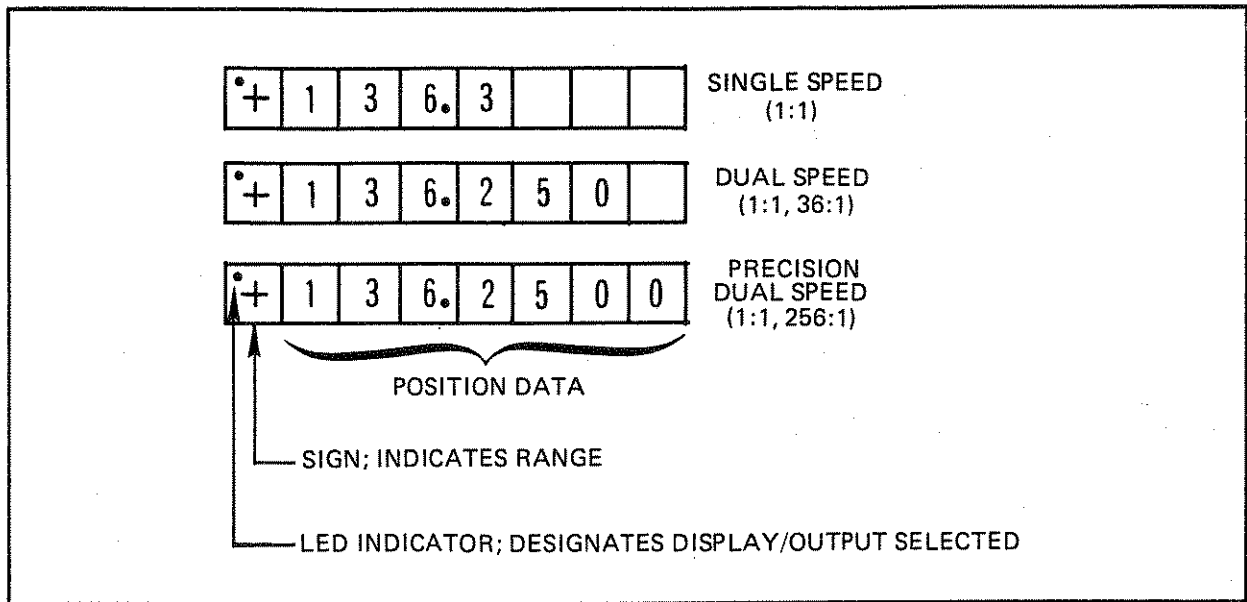 + 1 3 6. 3
SINGLE SPEED
(1:1)
+ 1 3 6. 2 5 0
DUAL SPEED
(1:1, 36:1)
+ 1 3 6. 2 5 0 0
PRECISION
DUAL SPEED
(1:1, 256:1)
POSITION DATA
SIGN; INDICATES RANGE
LED INDICATOR; DESIGNATES DISPLAY/OUTPUT SELECTED